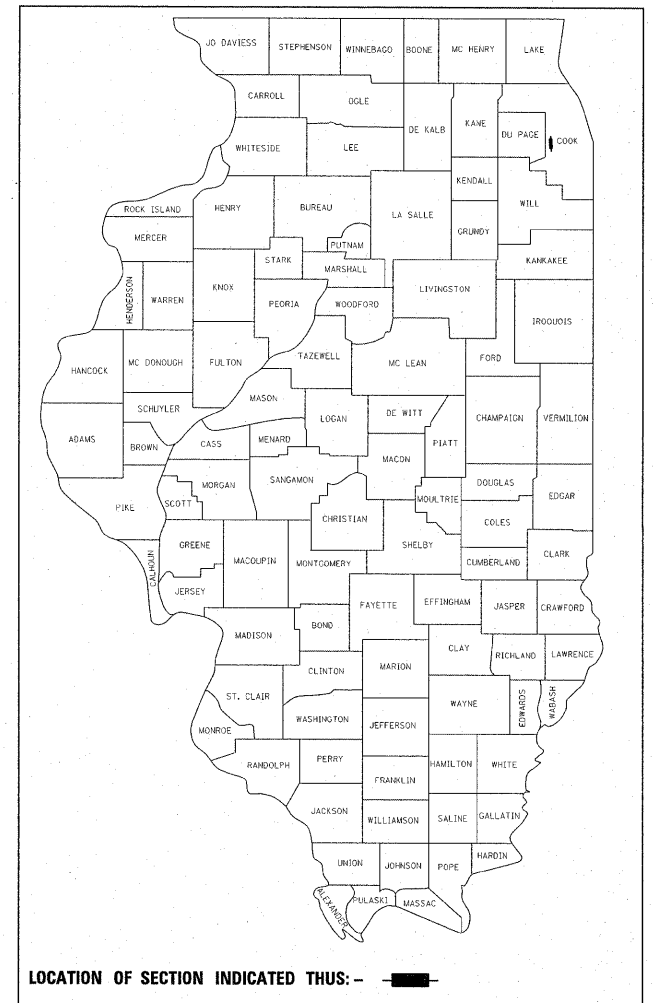 JO DAVIESS
STEPHENSON
WINNEBAGO
BOONE
MC HENRY
LAKE
CARROLL
OGLE
DE KALB
KANE
DU PAGE
COOK
WHITESIDE
LEE
KENDALL
WILL
ROCK ISLAND
HENRY
BUREAU
LA SALLE
GRUNDY
MERCER
PUTNAM
KANKAKEE
STARK
MARSHALL
LIVINGSTON
HENDERSON
WARREN
KNOX
PEORIA
WOODFORD
IROQUOIS
HANCOCK
MC DONOUGH
FULTON
TAZEWELL
MC LEAN
FORD
MASON
SCHUYLER
LOGAN
DE WITT
CHAMPAIGN
VERMILION
ADAMS
BROWN
CASS
MENARD
PIATT
MACON
MORGAN
SANGAMON
DOUGLAS
EDGAR
PIKE
SCOTT
CHRISTIAN
MOULTRIE
COLES
GREENE
MACOUPIN
MONTGOMERY
SHELBY
CUMBERLAND
CLARK
CALHOUN
JERSEY
FAYETTE
EFFINGHAM
JASPER
CRAWFORD
MADISON
BOND
CLAY
RICHLAND
LAWRENCE
CLINTON
MARION
ST. CLAIR
WAYNE
EDWARDS
WABASH
WASHINGTON
JEFFERSON
MONROE
RANDOLPH
PERRY
HAMILTON
WHITE
FRANKLIN
JACKSON
WILLIAMSON
SALINE
GALLATIN
UNION
JOHNSON
POPE
HARDIN
ALEXANDER
PULASKI
MASSAC
LOCATION OF SECTION INDICATED THUS: -